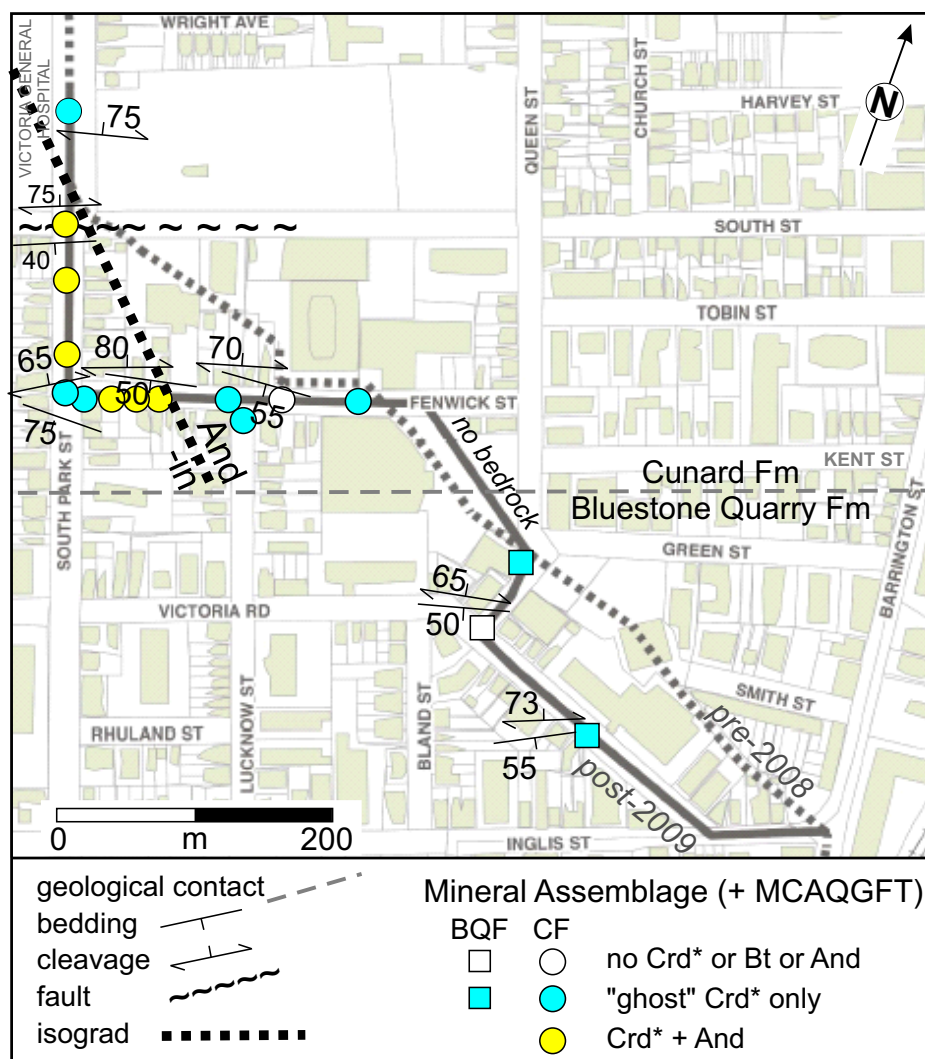 WRIGHT AVE
VICTORIA GENERAL
HOSPITAL
75
QUEEN ST
CHURCH ST
HARVEY ST
N
75
SOUTH ST
40
TOBIN ST
65
80
70
50
55
75
FENWICK ST
And
-in
no bedrock
KENT ST
Cunard Fm
Bluestone Quarry Fm
SOUTH PARK ST
GREEN ST
BARRINGTON ST
65
VICTORIA RD
50
SMITH ST
LUCKNOW ST
BLAND ST
73
RHULAND ST
55
pre-2008
post-2009
0 m 200
INGLIS ST
geological contact
bedding
cleavage
fault
isograd
Mineral Assemblage (+ MCAQGFT)
BQF CF
no Crd* or Bt or And
"ghost" Crd* only
Crd* + And